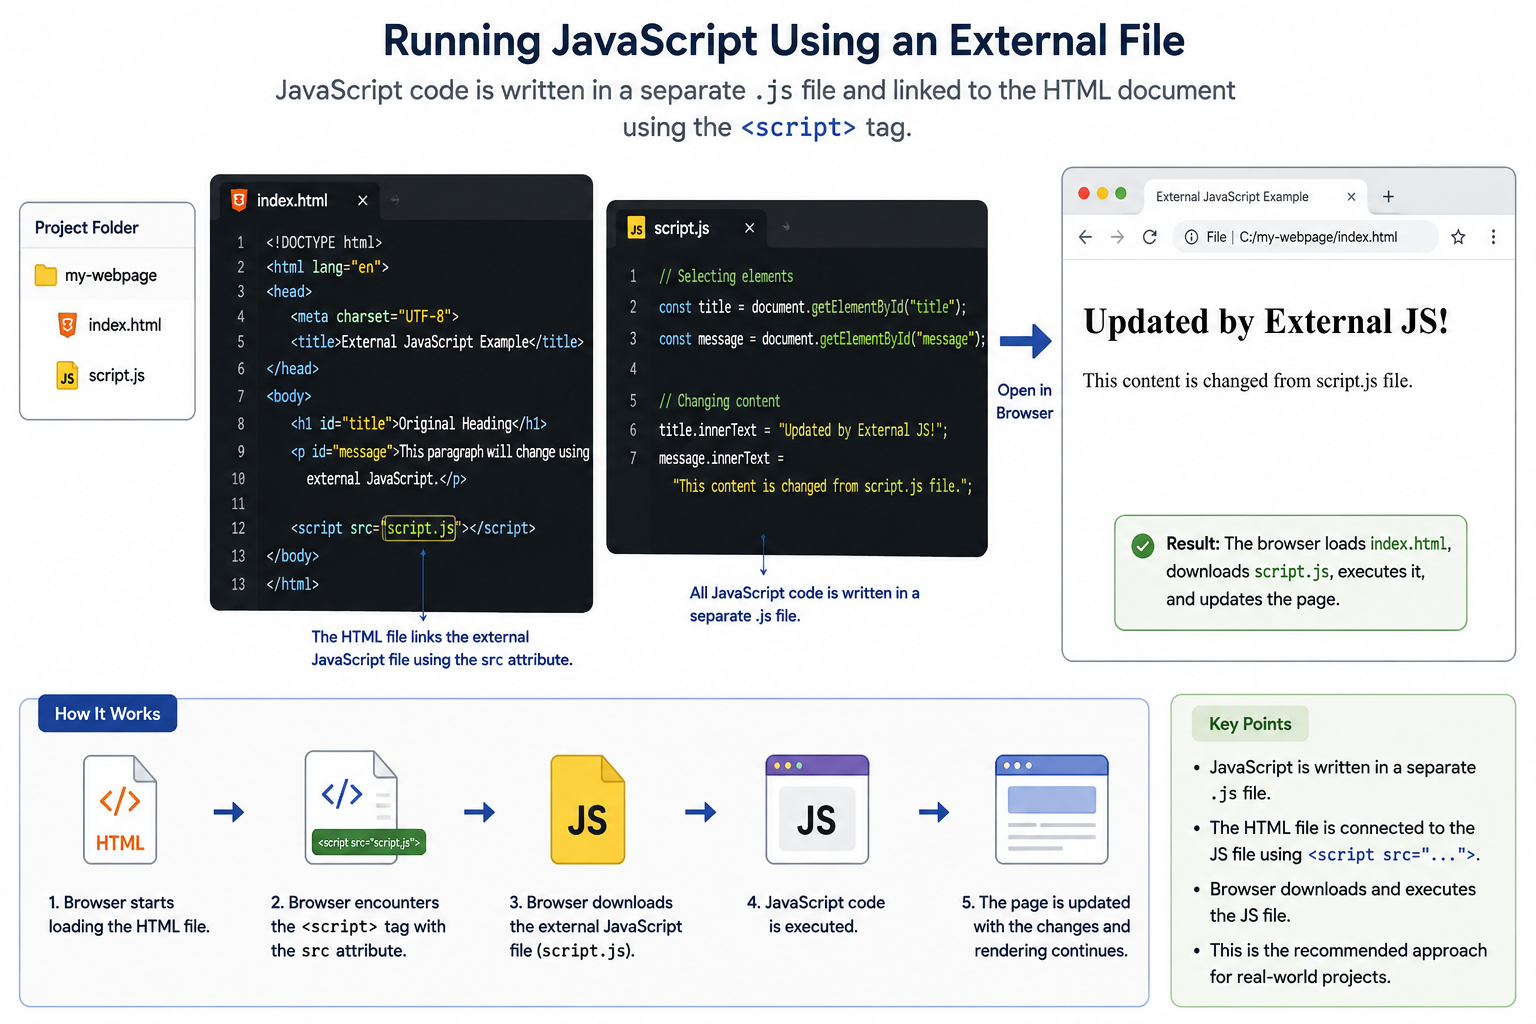 Running JavaScript Using an External File
JavaScript code is written in a separate .js file and linked to the HTML document
using the <script> tag.
Project Folder
my-webpage
index.html
JS script.js
index.html ×
1 <!DOCTYPE html>
2 <html lang="en">
3 <head>
4 <meta charset="UTF-8">
5 <title>External JavaScript Example</title>
6 </head>
7 <body>
8 <h1 id="title">Original Heading</h1>
9 <p id="message">This paragraph will change using
10 external JavaScript.</p>
11
12 <script src="script.js"></script>
13 </body>
13 </html>
The HTML file links the external
JavaScript file using the src attribute.
JS script.js ×
1 // Selecting elements
2 const title = document.getElementById("title");
3 const message = document.getElementById("message");
4
5 // Changing content
6 title.innerText = "Updated by External JS!";
7 message.innerText =
"This content is changed from script.js file.";
All JavaScript code is written in a
separate .js file.
Open in
Browser
External JavaScript Example × +
File | C:/my-webpage/index.html
Updated by External JS!
This content is changed from script.js file.
Result: The browser loads index.html,
downloads script.js, executes it,
and updates the page.
How It Works
</>
HTML
1. Browser starts
loading the HTML file.
</>
<script src="script.js">
2. Browser encounters
the <script> tag with
the src attribute.
JS
3. Browser downloads
the external JavaScript
file (script.js).
JS
4. JavaScript code
is executed.
5. The page is updated
with the changes and
rendering continues.
Key Points
• JavaScript is written in a separate
.js file.
• The HTML file is connected to the
JS file using <script src="...">.
• Browser downloads and executes
the JS file.
• This is the recommended approach
for real-world projects.